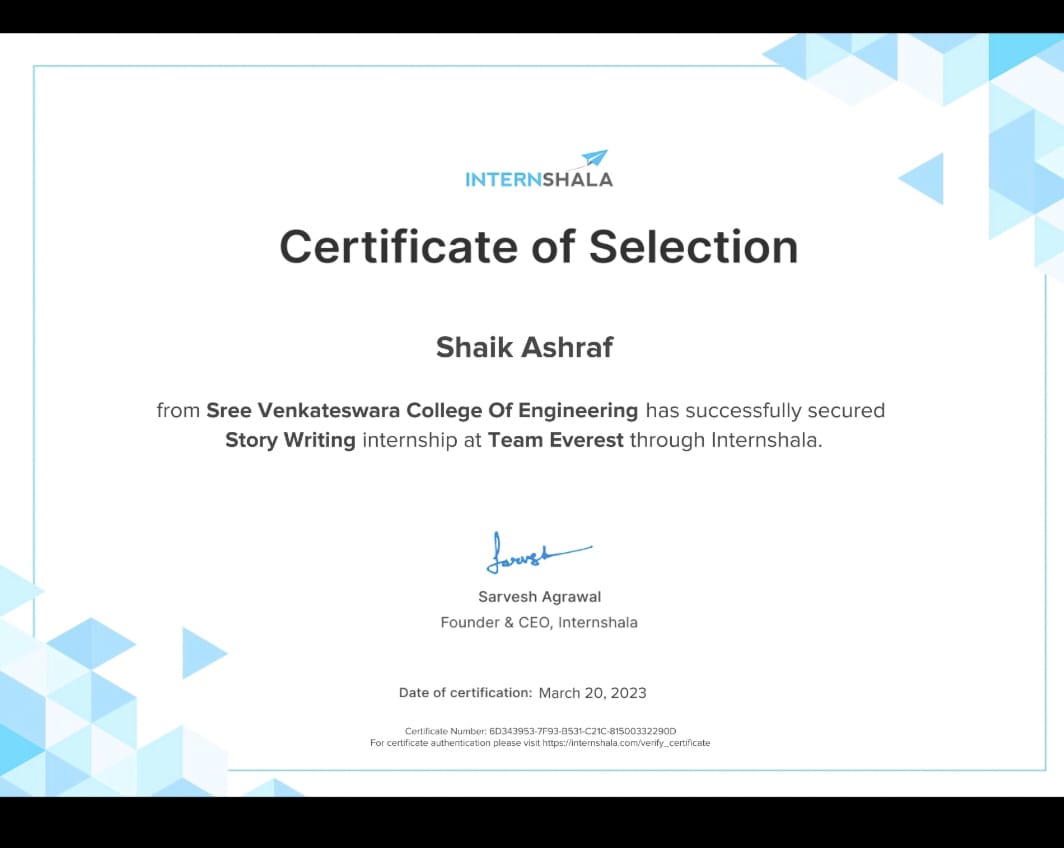 INTERNSHALA
Certificate of Selection
Shaik Ashraf
from Sree Venkateswara College Of Engineering has successfully secured
Story Writing internship at Team Everest through Internshala.
Sarvesh
Sarvesh Agrawal
Founder & CEO, Internshala
Date of certification: March 20, 2023
Certificate Number: 6D343953-7F93-B531-C21C-81500332290D
For certificate authentication please visit https://internshala.com/verify_certificate